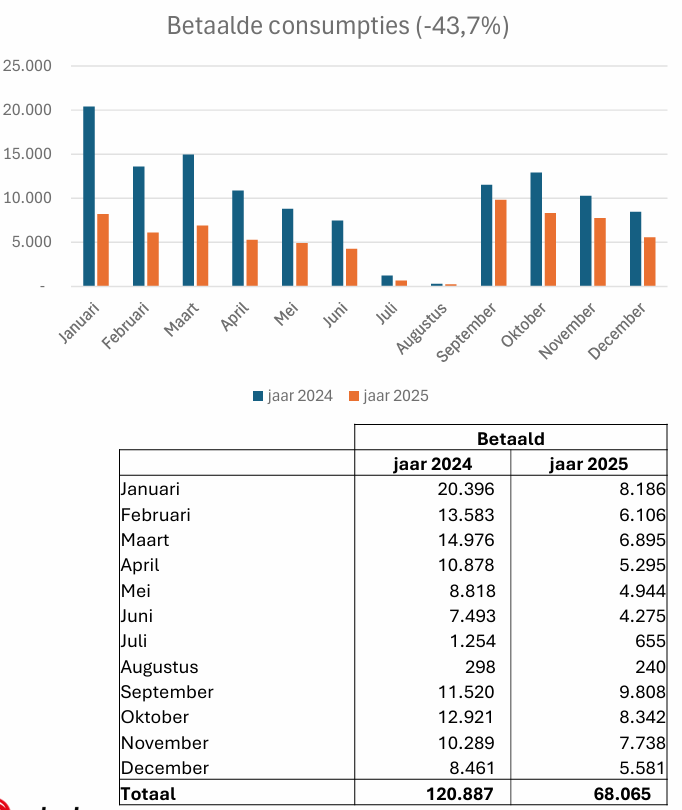 Betaalde consumpties (-43,7%)
25.000
20.000
15.000
10.000
5.000
-
Januari Februari Maart April Mei Juni Juli Augustus September Oktober November December
jaar 2024 jaar 2025
Betaald
jaar 2024 jaar 2025
Januari 20.396 8.186
Februari 13.583 6.106
Maart 14.976 6.895
April 10.878 5.295
Mei 8.818 4.944
Juni 7.493 4.275
Juli 1.254 655
Augustus 298 240
September 11.520 9.808
Oktober 12.921 8.342
November 10.289 7.738
December 8.461 5.581
Totaal 120.887 68.065